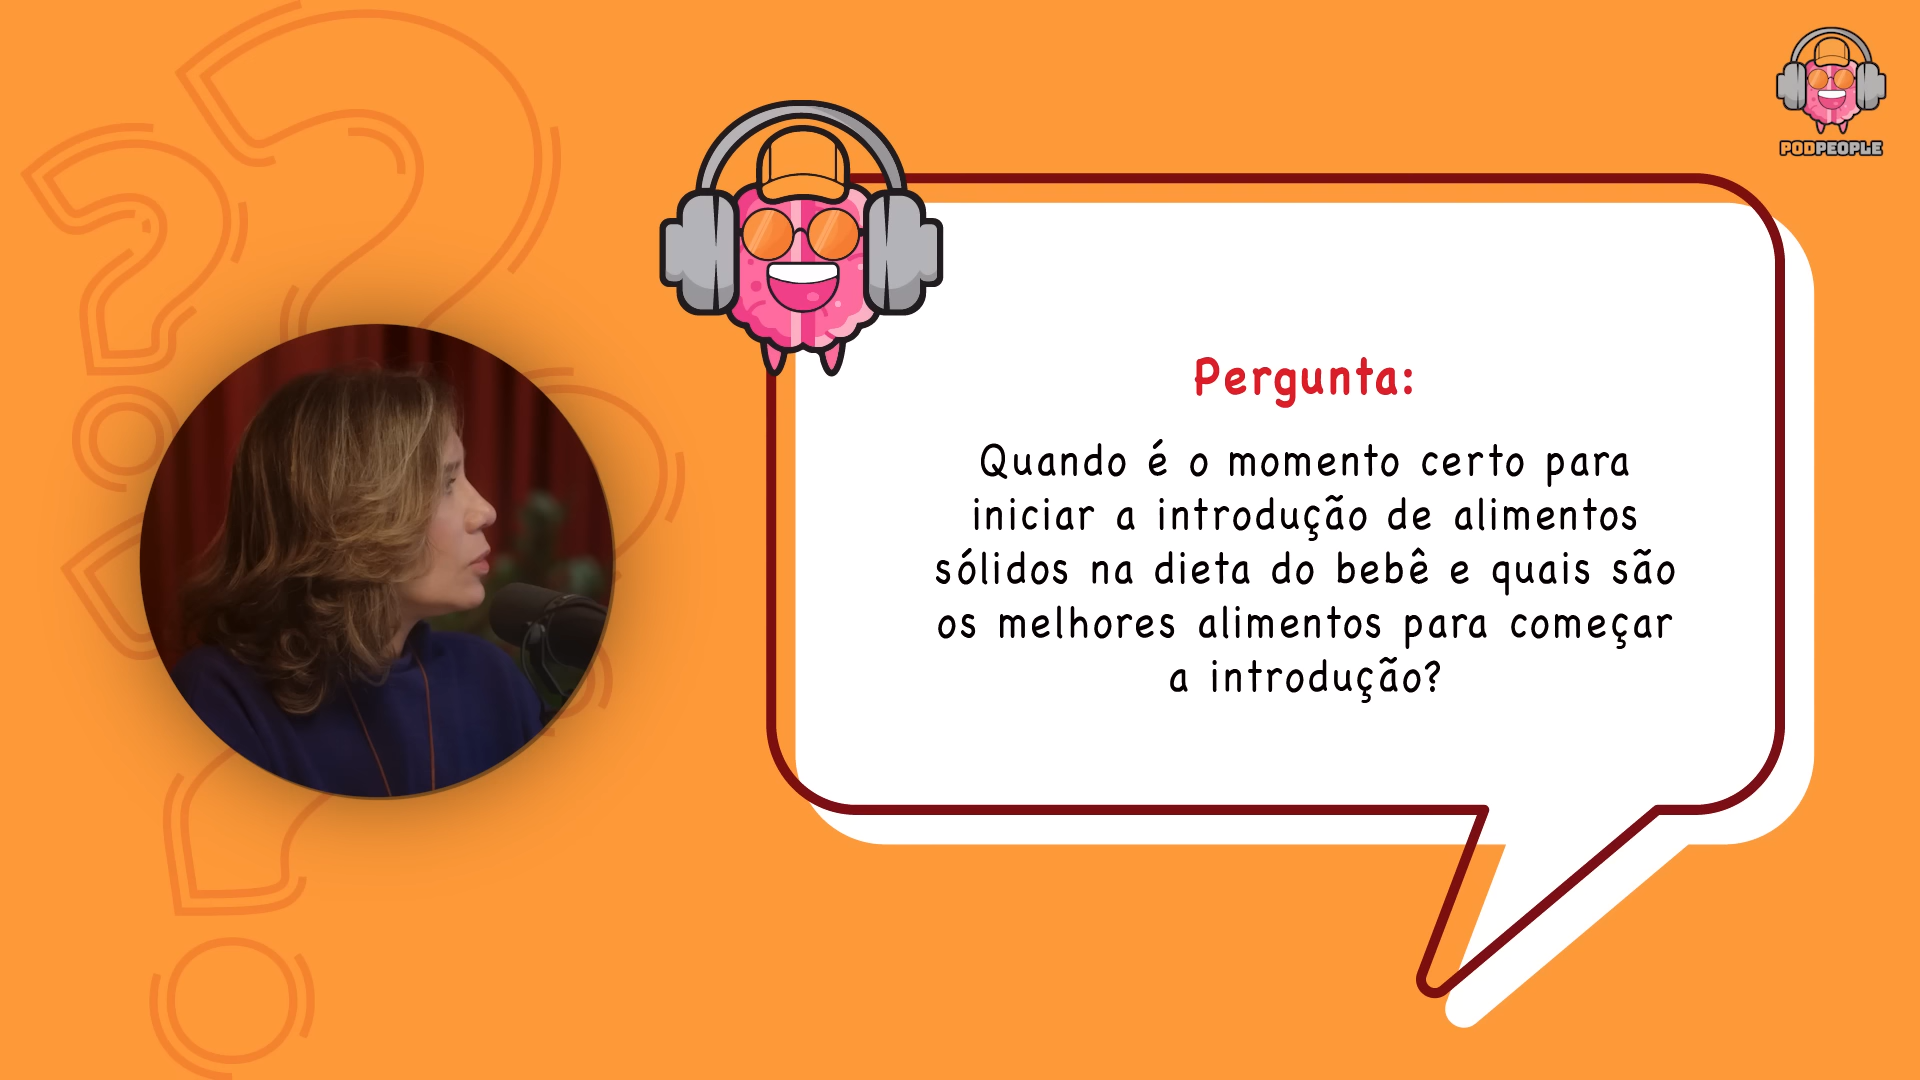 PODPEOPLE
Pergunta:
Quando é o momento certo para
iniciar a introdução de alimentos
sólidos na dieta do bebê e quais são
os melhores alimentos para começar
a introdução?